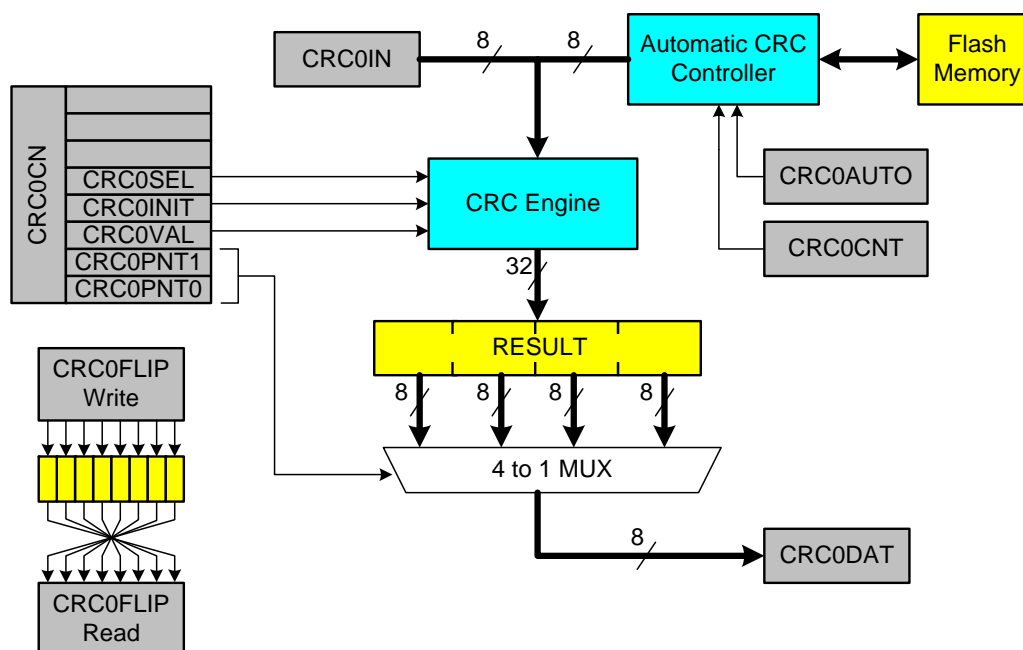 CRC0IN
8
8
Automatic CRC
Controller
Flash
Memory
CRC0CN
CRC0SEL
CRC0INIT
CRC0VAL
CRC0PNT1
CRC0PNT0
CRC Engine
CRC0AUTO
CRC0CNT
32
RESULT
8
8
8
8
4 to 1 MUX
8
CRC0DAT
CRC0FLIP
Write
CRC0FLIP
Read